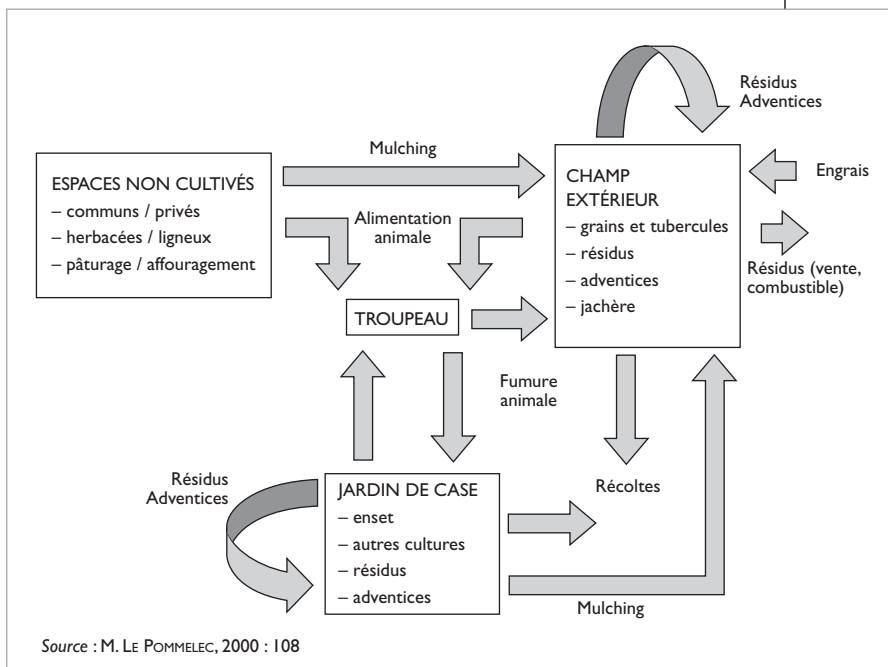 Résidus
Adventices
Mulching
ESPACES NON CULTIVÉS
– communs / privés
– herbacées / ligneux
– pâturage / affouragement
CHAMP
EXTÉRIEUR
– grains et tubercules
– résidus
– adventices
– jachère
Engrais
Alimentation
animale
Résidus (vente,
combustible)
TROUPEAU
Fumure
animale
Résidus
Adventices
JARDIN DE CASE
– enset
– autres cultures
– résidus
– adventices
Récoltes
Mulching
Source : M. LE POMMELEC, 2000 : 108